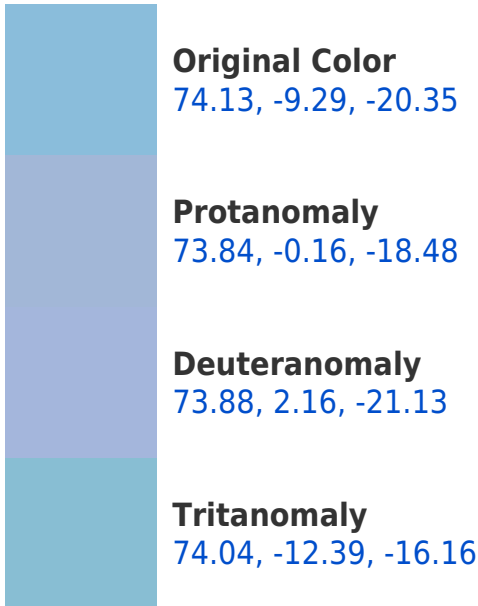 Original Color
74.13, -9.29, -20.35
Protanomaly
73.84, -0.16, -18.48
Deuteranomaly
73.88, 2.16, -21.13
Tritanomaly
74.04, -12.39, -16.16